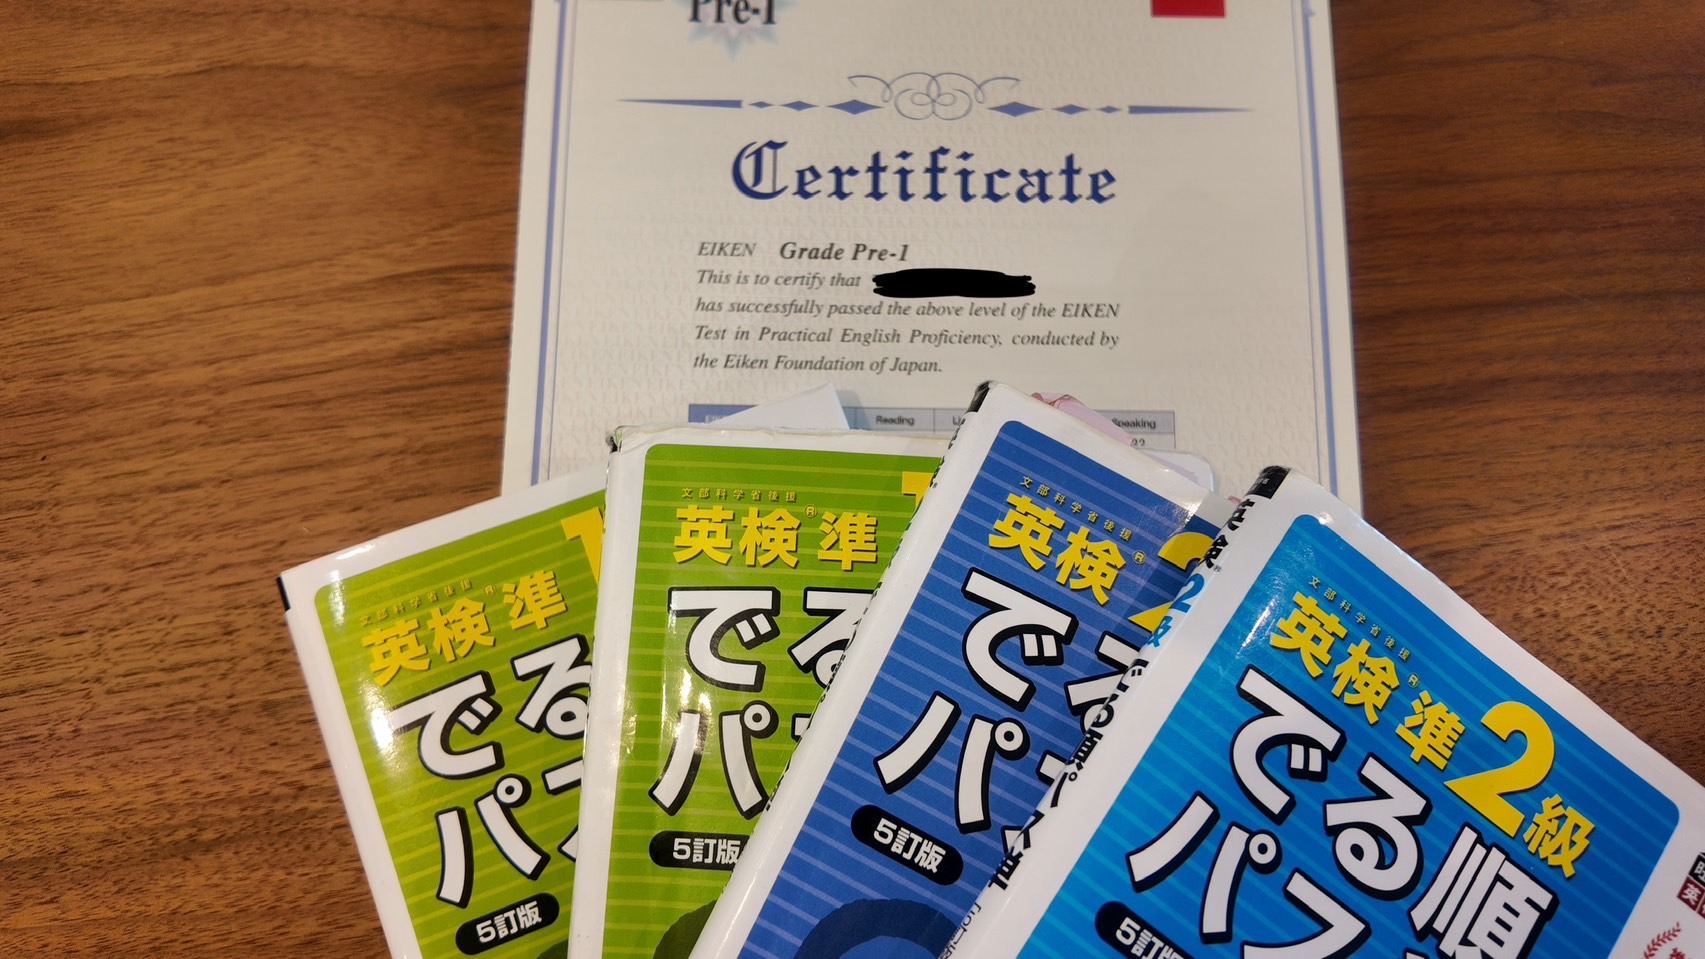 Pre-1
Certificate
EIKEN Grade Pre-1
This is to certify that
has successfully passed the above level of the EIKEN
Test in Practical English Proficiency, conducted by
the Eiken Foundation of Japan.
Reading
文部科学省後援
英検®準1
でる
パス
5訂版
文部科学省後援
英検®準1
でる
パス
5訂版
文部科学省後援
英検®2
でる
パ
5訂版
文部科学省後援
英検®準2級
でる順
パス
5訂版